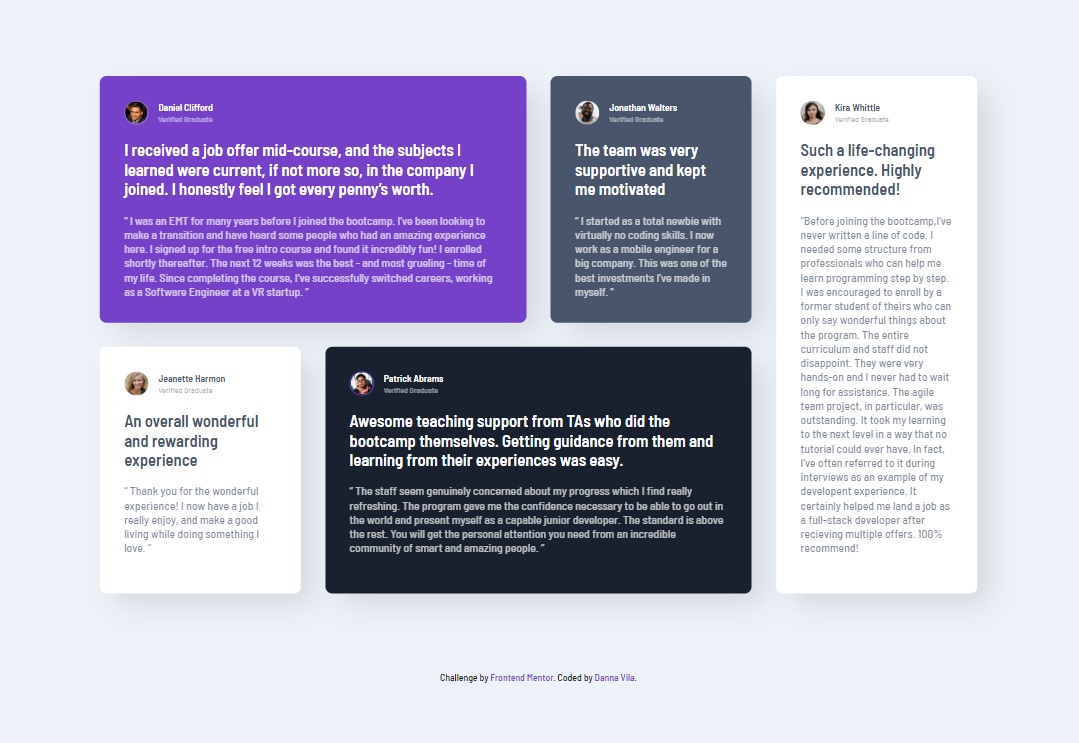 Daniel Clifford
Verified Graduate
I received a job offer mid-course, and the subjects I
learned were current, if not more so, in the company I
joined. I honestly feel I got every penny’s worth.
“ I was an EMT for many years before I joined the bootcamp. I’ve been looking to
make a transition and have heard some people who had an amazing experience
here. I signed up for the free intro course and found it incredibly fun! I enrolled
shortly thereafter. The next 12 weeks was the best - and most grueling - time of
my life. Since completing the course, I’ve successfully switched careers, working
as a Software Engineer at a VR startup. ”
Jonathan Walters
Verified Graduate
The team was very
supportive and kept
me motivated
“ I started as a total newbie with
virtually no coding skills. I now
work as a mobile engineer for a
big company. This was one of the
best investments I’ve made in
myself. ”
Kira Whittle
Verified Graduate
Such a life-changing
experience. Highly
recommended!
“Before joining the bootcamp,I’ve
never written a line of code. I
needed some structure from
professionals who can help me
learn programming step by step.
I was encouraged to enroll by a
former student of theirs who can
only say wonderful things about
the program. The entire
curriculum and staff did not
disappoint. They were very
hands-on and I never had to wait
long for assistance. The agile
team project, in particular, was
outstanding. It took my learning
to the next level in a way that no
tutorial could ever have. In fact,
I’ve often referred to it during
interviews as an example of my
developent experience. It
certainly helped me land a job as
a full-stack developer after
recieving multiple offers. 100%
recommend!
Jeanette Harmon
Verified Graduate
An overall wonderful
and rewarding
experience
“ Thank you for the wonderful
experience! I now have a job I
really enjoy, and make a good
living while doing something I
love. ”
Patrick Abrams
Verified Graduate
Awesome teaching support from TAs who did the
bootcamp themselves. Getting guidance from them and
learning from their experiences was easy.
“ The staff seem genuinely concerned about my progress which I find really
refreshing. The program gave me the confidence necessary to be able to go out in
the world and present myself as a capable junior developer. The standard is above
the rest. You will get the personal attention you need from an incredible
community of smart and amazing people. ”
Challenge by Frontend Mentor. Coded by Danna Vila.